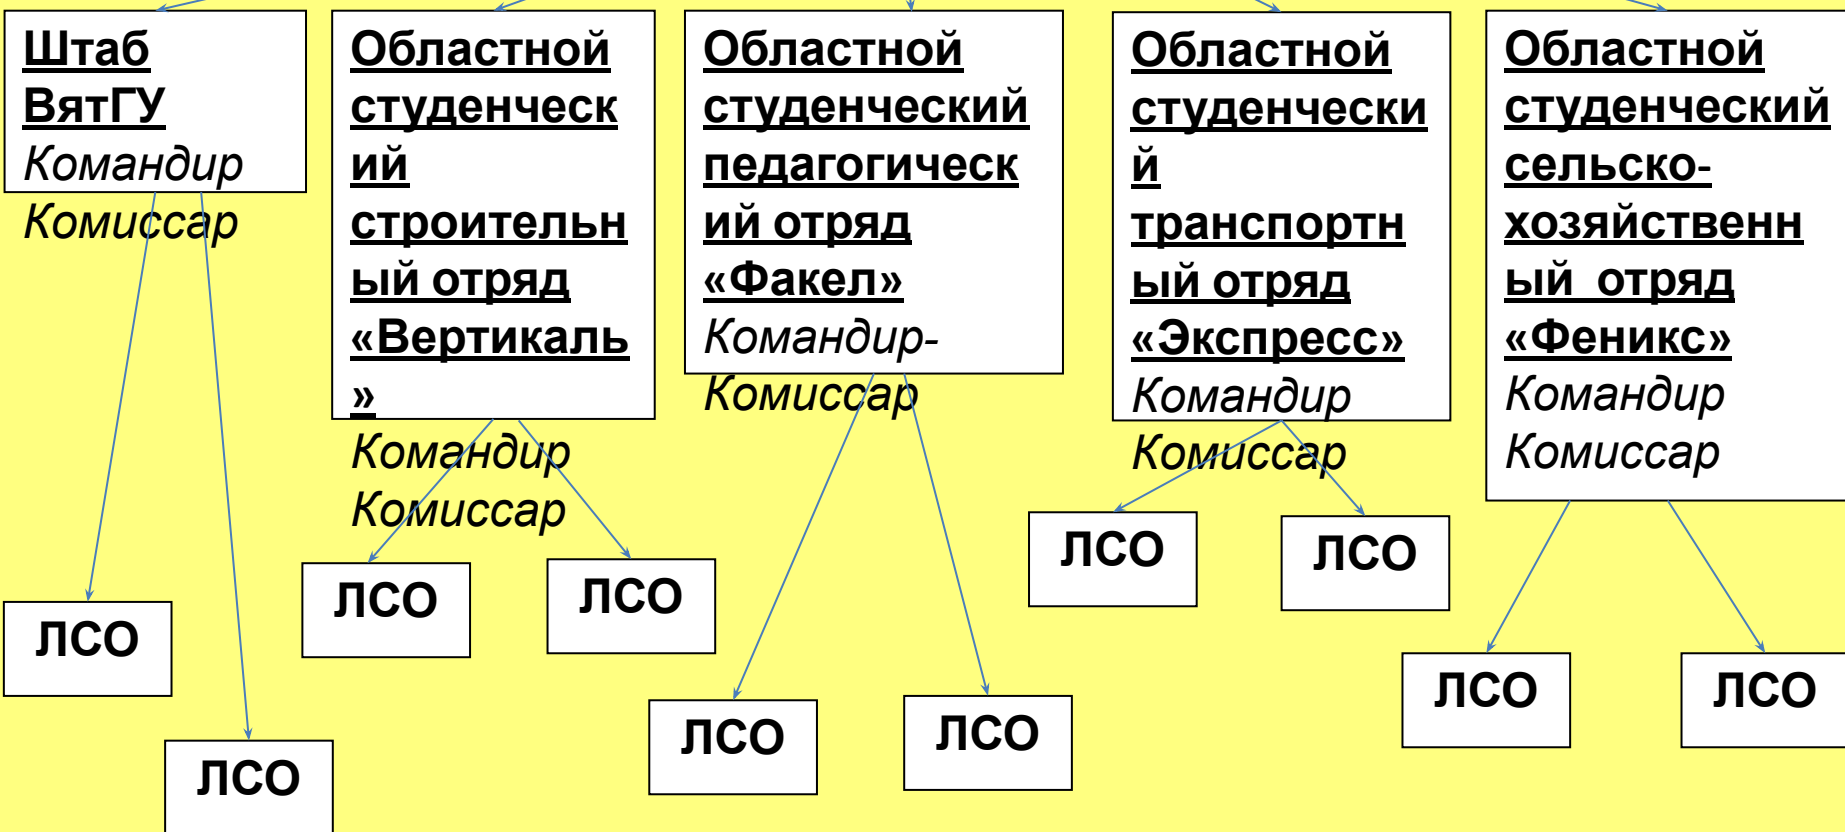 Штаб
ВятГУ
Командир
Комиссар
Областной
студенческ
ий
строительн
ый отряд
«Вертикаль
»
Командир
Комиссар
Областной
студенческий
педагогическ
ий отряд
«Факел»
Командир-
Комиссар
Областной
студенчески
й
транспортн
ый отряд
«Экспресс»
Командир
Комиссар
Областной
студенческий
сельско-
хозяйственн
ый  отряд
«Феникс»
Командир
Комиссар
ЛСО
ЛСО
ЛСО
ЛСО
ЛСО
ЛСО
ЛСО
ЛСО
ЛСО
ЛСО